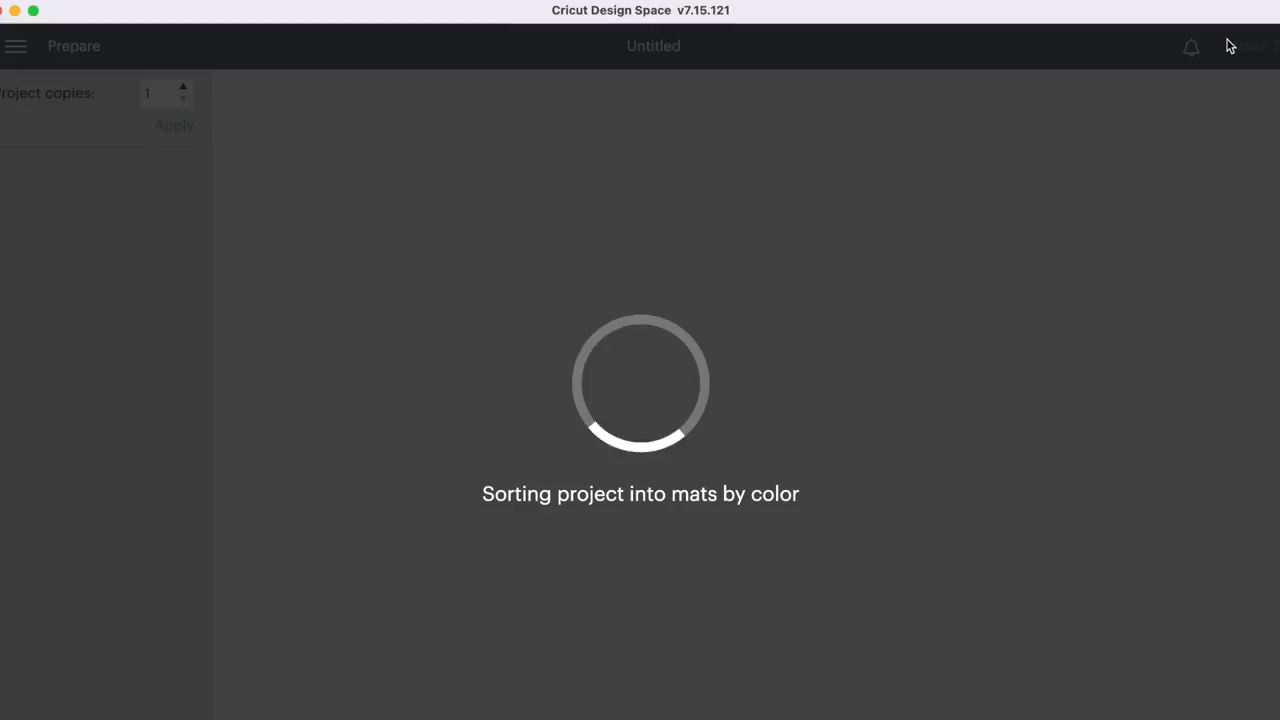 Cricut Design Space v7.15.121
Prepare
Untitled
roject copies:
1
Apply
Sorting project into mats by color